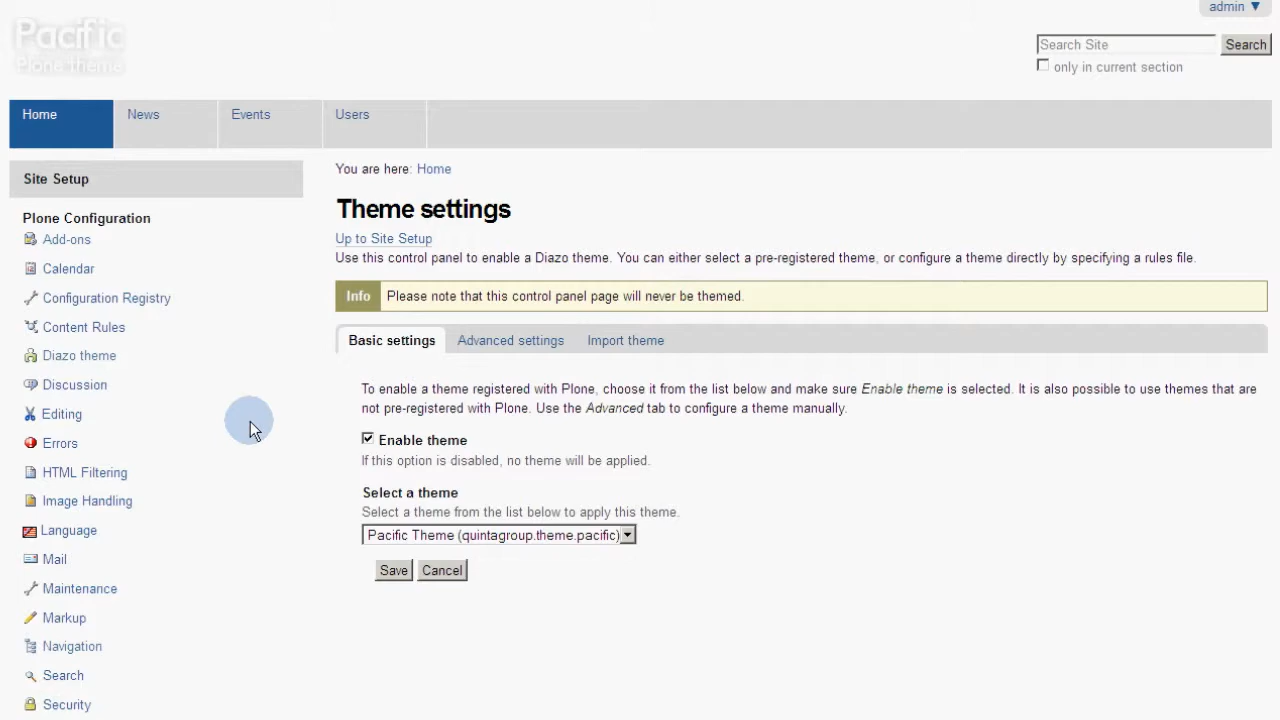 admin ▼
Pacific
Plone theme
Search Site
Search
only in current section
Home
News
Events
Users
Site Setup
You are here: Home
Theme settings
Plone Configuration
Add-ons
Calendar
Configuration Registry
Content Rules
Diazo theme
Discussion
Editing
Errors
HTML Filtering
Image Handling
Language
Mail
Maintenance
Markup
Navigation
Search
Security
Up to Site Setup
Use this control panel to enable a Diazo theme. You can either select a pre-registered theme, or configure a theme directly by specifying a rules file.
Info Please note that this control panel page will never be themed.
Basic settings
Advanced settings
Import theme
To enable a theme registered with Plone, choose it from the list below and make sure Enable theme is selected. It is also possible to use themes that are
not pre-registered with Plone. Use the Advanced tab to configure a theme manually.
Enable theme
If this option is disabled, no theme will be applied.
Select a theme
Select a theme from the list below to apply this theme.
Pacific Theme (quintagroup.theme.pacific)
Save
Cancel